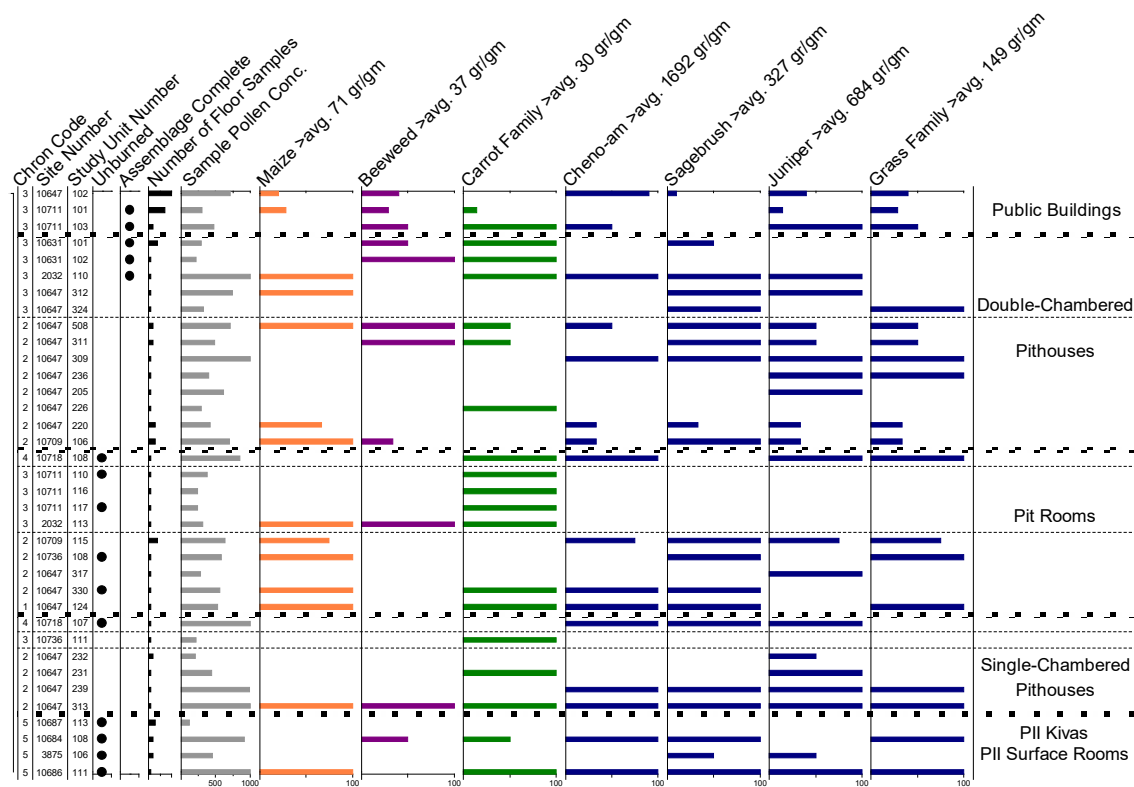 Chron Code
Site Number
Study Unit Number
Unburned
Assemblage Complete
Number of Floor Samples
Sample Pollen Conc.
Maize >avg. 71 gr/gm
Beeweed >avg. 37 gr/gm
Carrot Family >avg. 30 gr/gm
Cheno-am >avg. 1692 gr/gm
Sagebrush >avg. 327 gr/gm
Juniper >avg. 684 gr/gm
Grass Family >avg. 149 gr/gm
3 10647 102
3 10711 101 Public Buildings
3 10711 103
3 10631 101
3 10631 102
3 2032 110
3 10647 312
3 10647 324 Double-Chambered
2 10647 508
2 10647 311 Pithouses
2 10647 309
2 10647 236
2 10647 205
2 10647 226
2 10647 220
2 10709 106
4 10718 108
3 10711 110
3 10711 116
3 10711 117 Pit Rooms
3 2032 113
2 10709 115
2 10736 108
2 10647 317
2 10647 330
1 10647 124
4 10718 107
3 10736 111
2 10647 232
2 10647 231 Single-Chambered
2 10647 239 Pithouses
2 10647 313
5 10687 113 PII Kivas
5 10684 108
5 3875 106 PII Surface Rooms
5 10686 111
500 1000 100 100 100 100 100 100 100